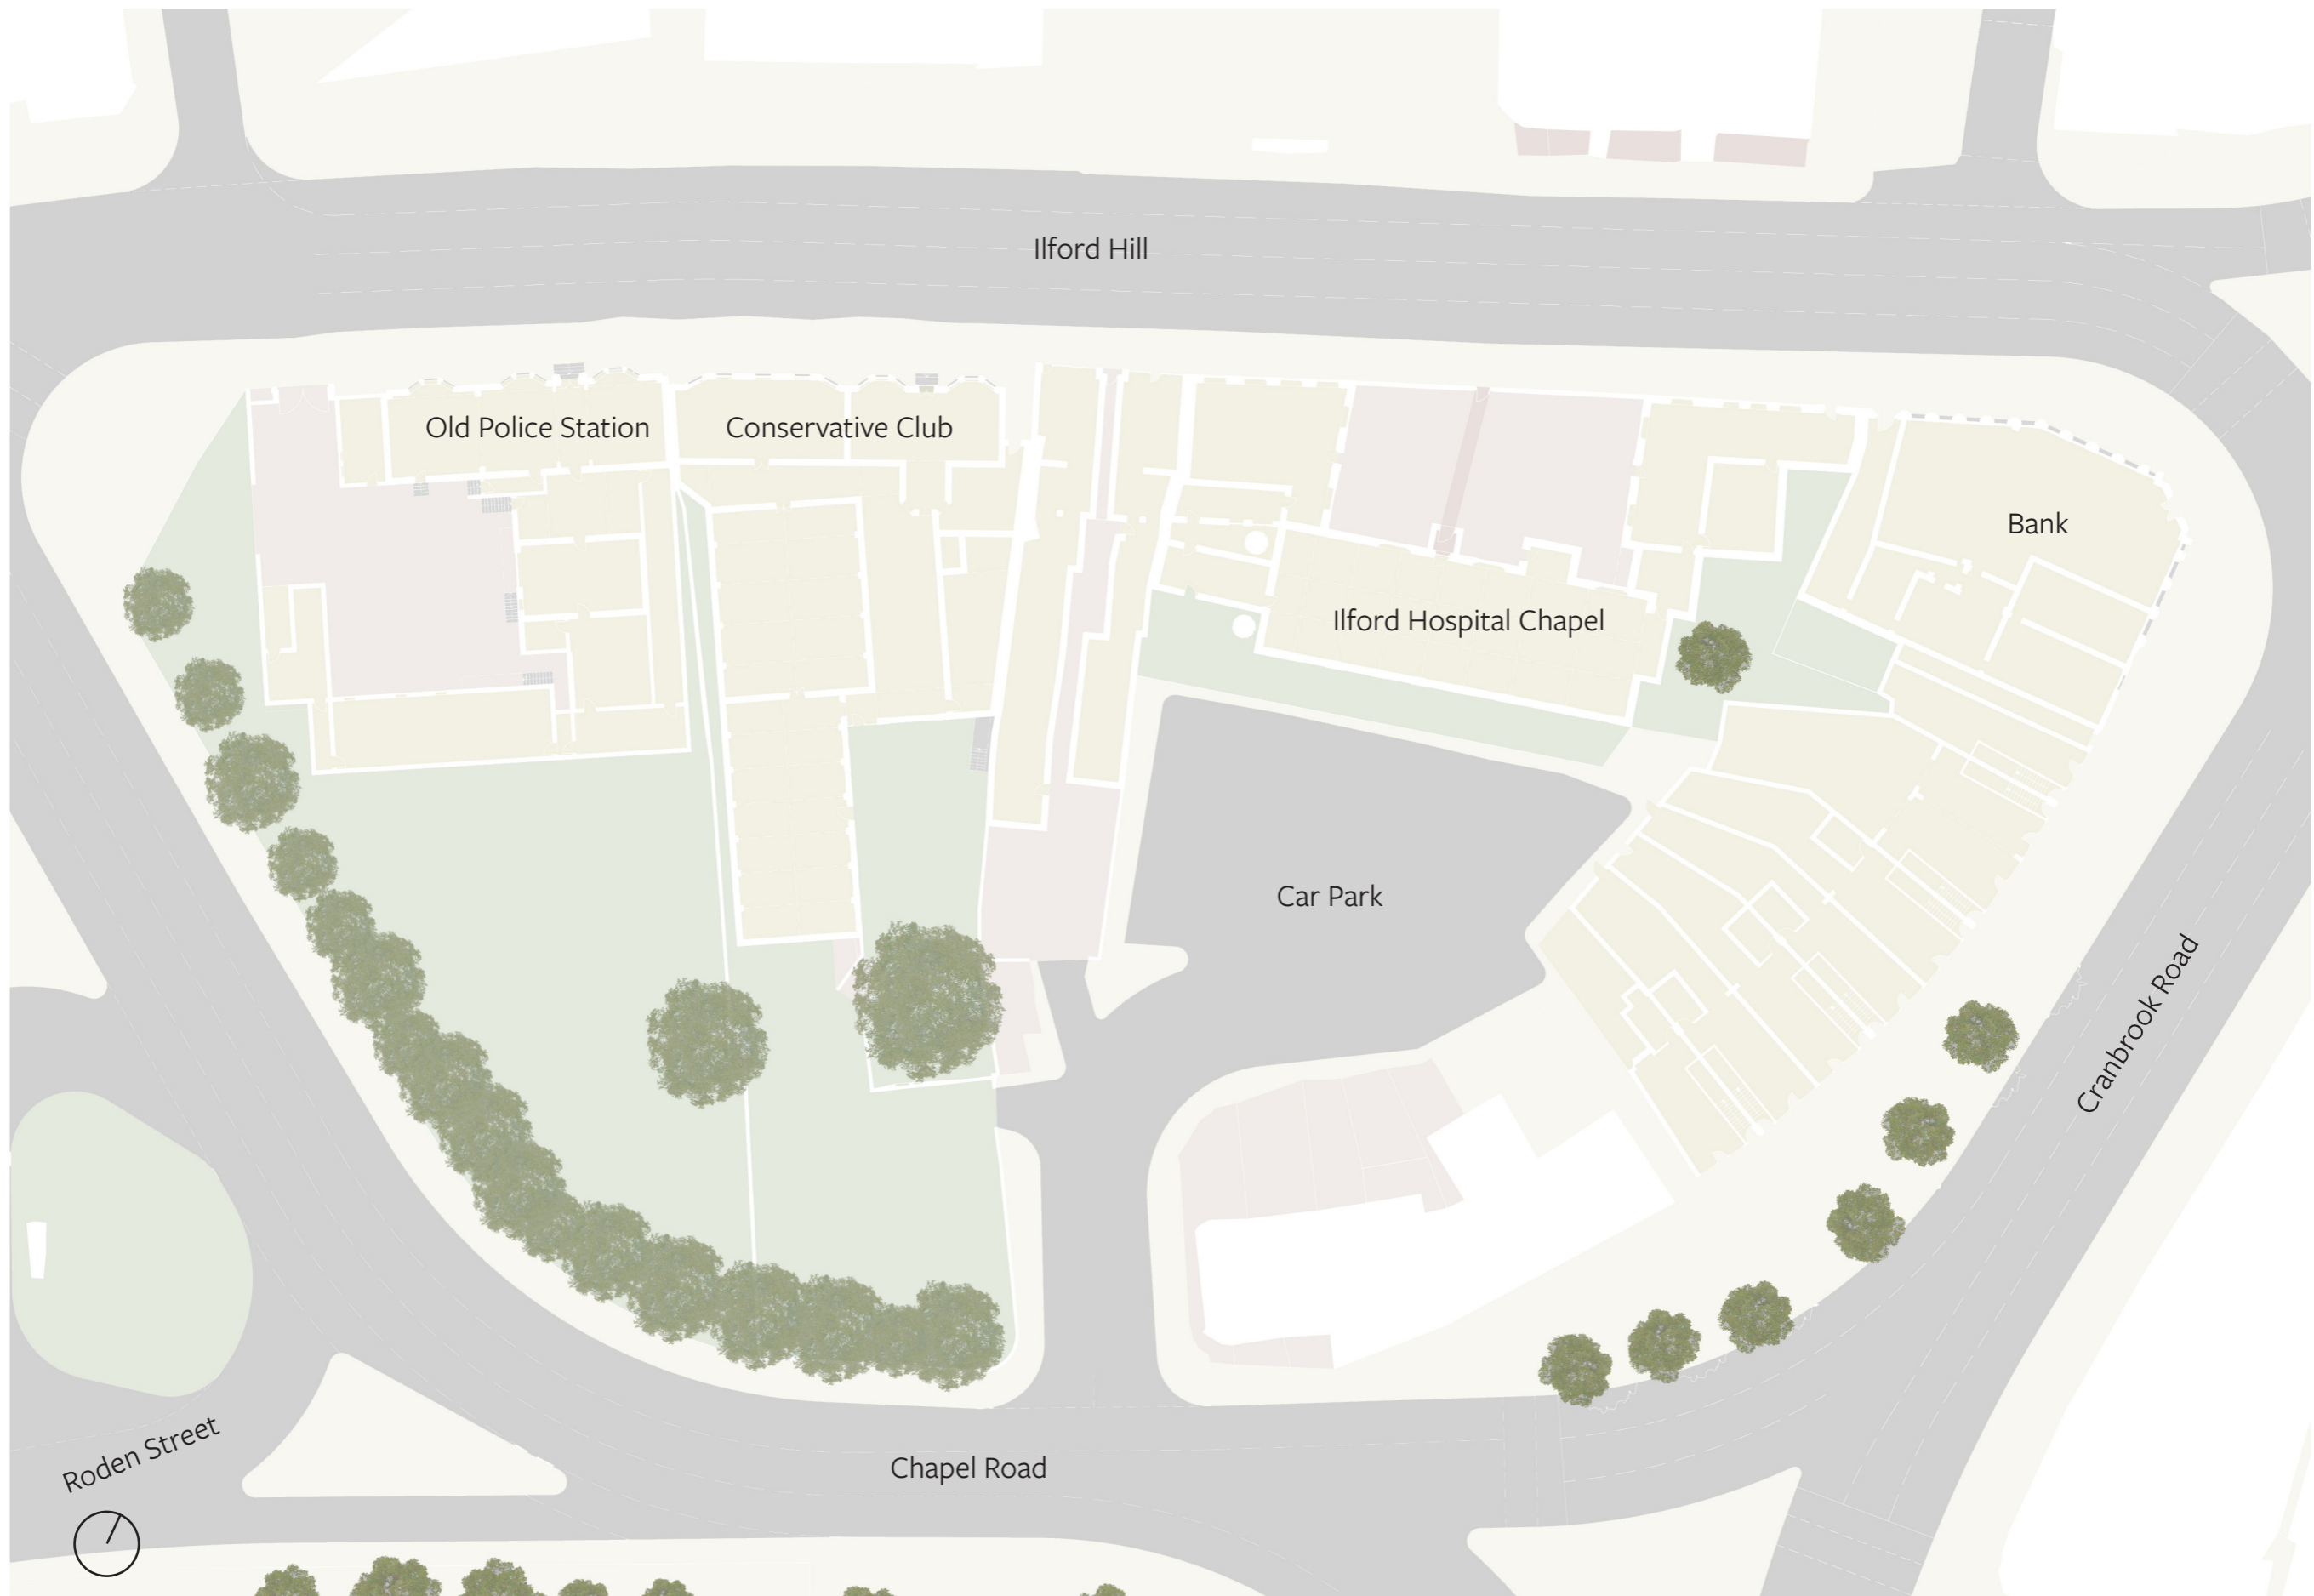 Ilford Hill
Old Police Station
Conservative Club
Bank
Ilford Hospital Chapel
Car Park
Cranbrook Road
Roden Street
Chapel Road